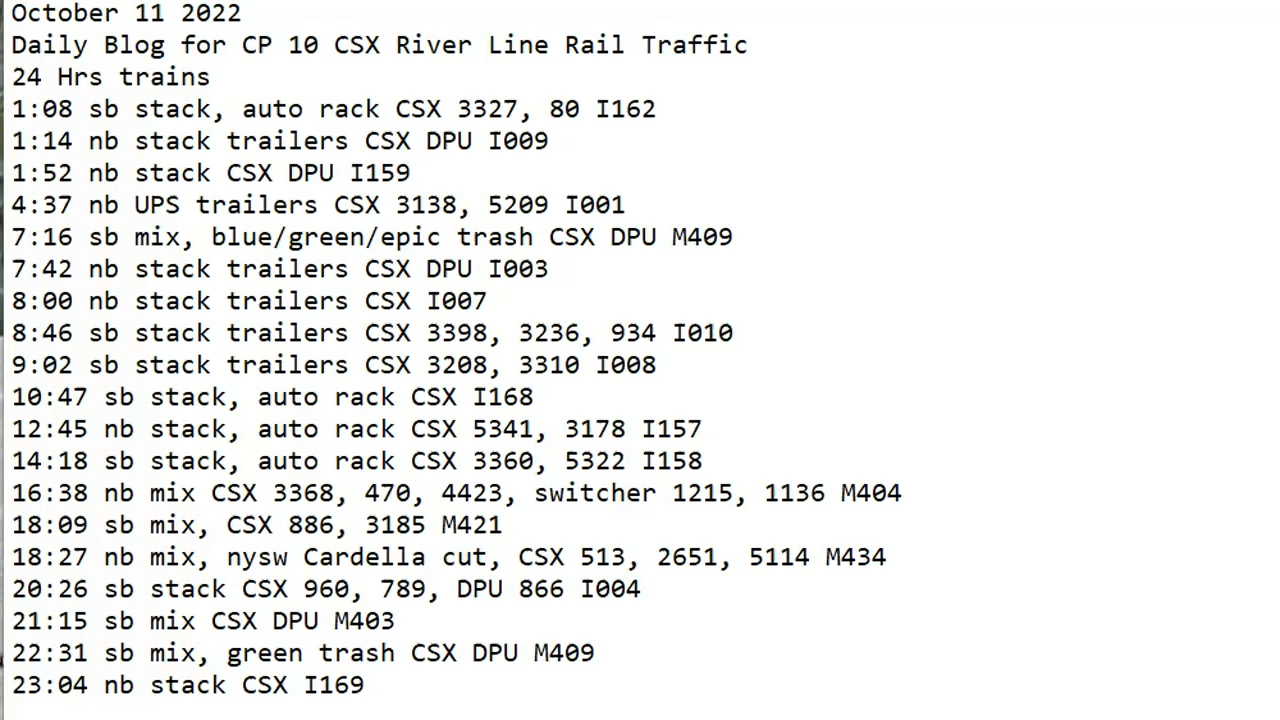 October 11 2022
Daily Blog for CP 10 CSX River Line Rail Traffic
24 Hrs trains
1:08 sb stack, auto rack CSX 3327, 80 I162
1:14 nb stack trailers CSX DPU I009
1:52 nb stack CSX DPU I159
4:37 nb UPS trailers CSX 3138, 5209 I001
7:16 sb mix, blue/green/epic trash CSX DPU M409
7:42 nb stack trailers CSX DPU I003
8:00 nb stack trailers CSX I007
8:46 sb stack trailers CSX 3398, 3236, 934 I010
9:02 sb stack trailers CSX 3208, 3310 I008
10:47 sb stack, auto rack CSX I168
12:45 nb stack, auto rack CSX 5341, 3178 I157
14:18 sb stack, auto rack CSX 3360, 5322 I158
16:38 nb mix CSX 3368, 470, 4423, switcher 1215, 1136 M404
18:09 sb mix, CSX 886, 3185 M421
18:27 nb mix, nysw Cardella cut, CSX 513, 2651, 5114 M434
20:26 sb stack CSX 960, 789, DPU 866 I004
21:15 sb mix CSX DPU M403
22:31 sb mix, green trash CSX DPU M409
23:04 nb stack CSX I169